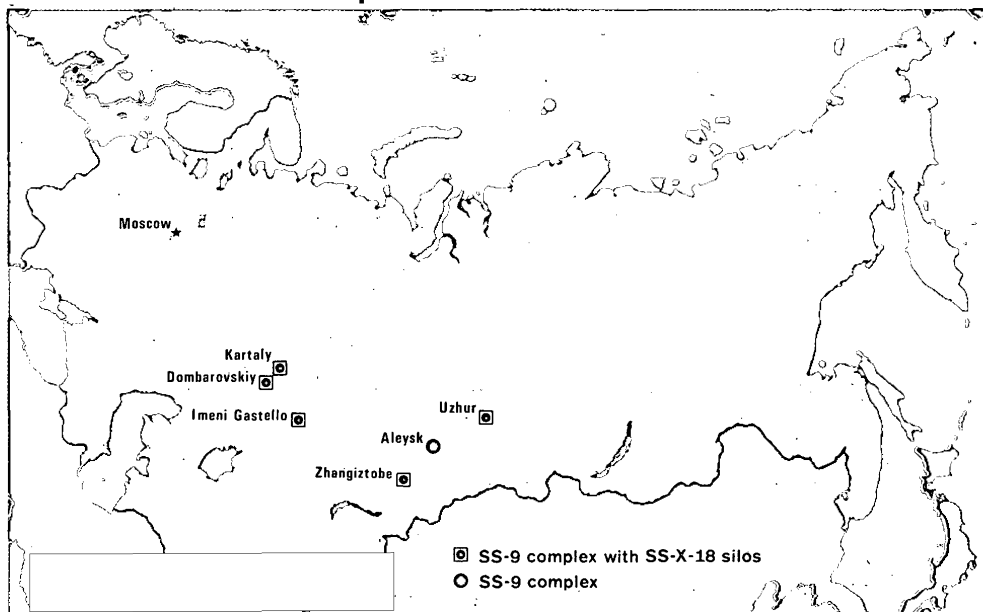 Moscow
Kartaly
Dombarovskiy
Imeni Gastello
Uzhur
Aleysk
Zhangiztobe
SS-9 complex with SS-X-18 silos
SS-9 complex